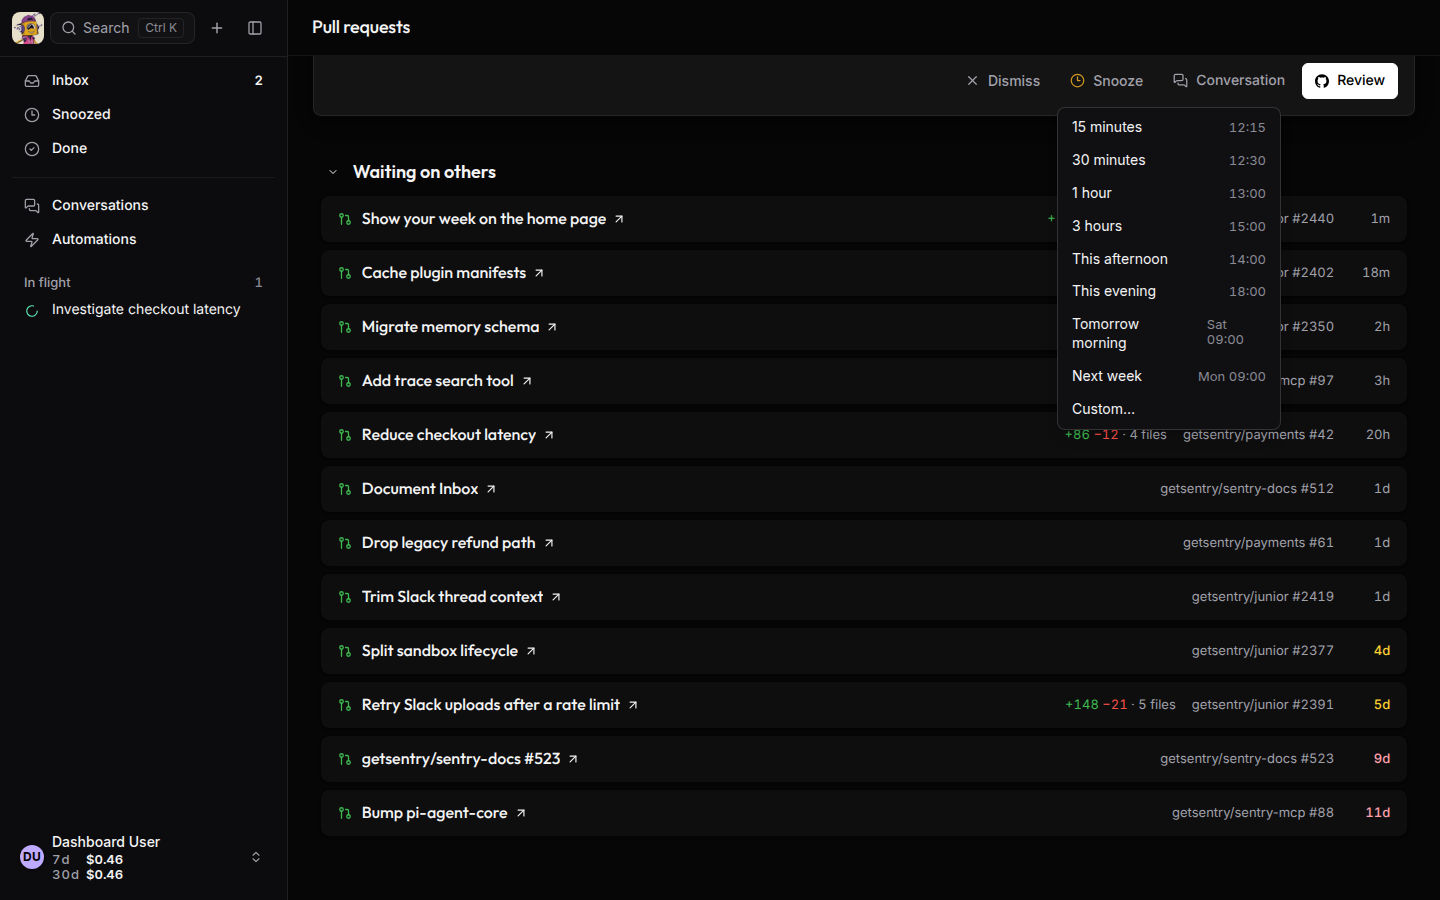 Search Ctrl K
Pull requests
Inbox 2
Snoozed
Done
Conversations
Automations
In flight 1
Investigate checkout latency
Dashboard User
DU
7d $0.46
30d $0.46
Dismiss Snooze Conversation Review
15 minutes 12:15
30 minutes 12:30
1 hour 13:00
3 hours 15:00
This afternoon 14:00
This evening 18:00
Tomorrow morning Sat 09:00
Next week Mon 09:00
Custom...
Waiting on others
Show your week on the home page + #2440 1m
Cache plugin manifests #2402 18m
Migrate memory schema #2350 2h
Add trace search tool #97 3h
Reduce checkout latency +86 −12 · 4 files getsentry/payments #42 20h
Document Inbox getsentry/sentry-docs #512 1d
Drop legacy refund path getsentry/payments #61 1d
Trim Slack thread context getsentry/junior #2419 1d
Split sandbox lifecycle getsentry/junior #2377 4d
Retry Slack uploads after a rate limit +148 −21 · 5 files getsentry/junior #2391 5d
getsentry/sentry-docs #523 getsentry/sentry-docs #523 9d
Bump pi-agent-core getsentry/sentry-mcp #88 11d